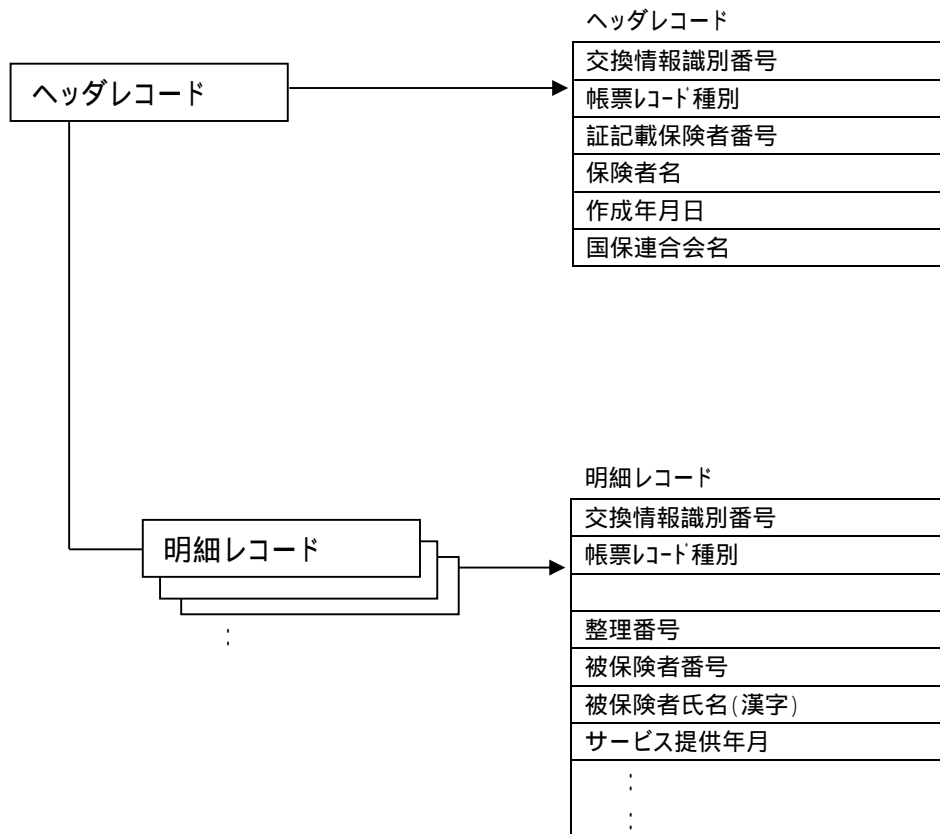 ヘッダレコード
ヘッダレコード
交換情報識別番号
帳票ﾚｺｰﾄﾞ種別
証記載保険者番号
保険者名
作成年月日
国保連合会名
明細レコード
明細レコード
交換情報識別番号
帳票ﾚｺｰﾄﾞ種別
整理番号
被保険者番号
被保険者氏名(漢字)
サービス提供年月
:
:
: